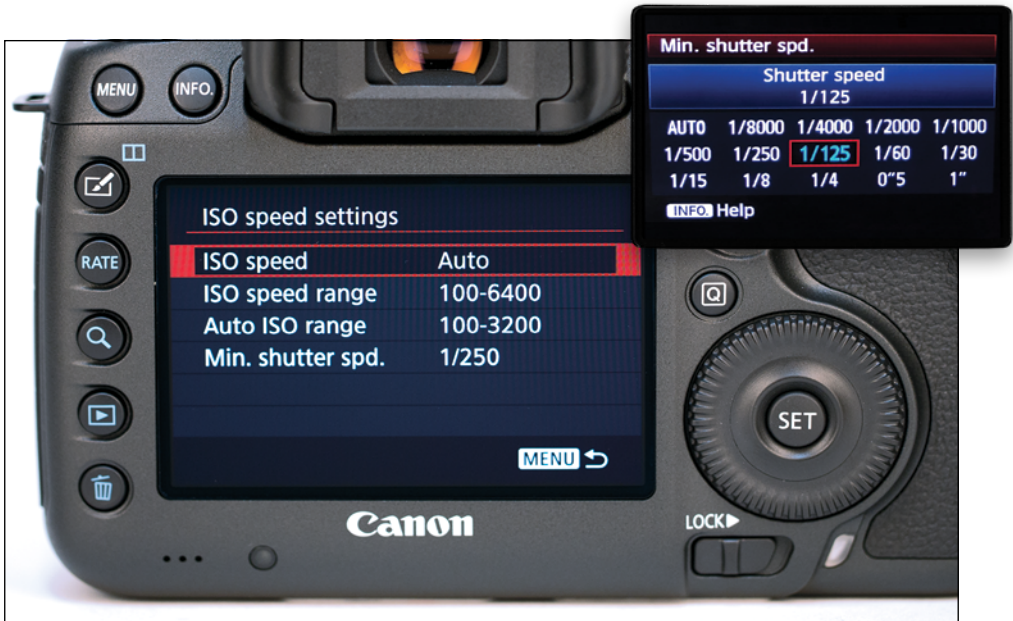 Min. shutter spd.
Shutter speed
1/125
AUTO 1/8000 1/4000 1/2000 1/1000
1/500 1/250 1/125 1/60 1/30
1/15 1/8 1/4 0"5 1"
INFO. Help
MENU INFO.
ISO speed settings
RATE
ISO speed Auto
ISO speed range 100-6400
Auto ISO range 100-3200
Min. shutter spd. 1/250
MENU
Q
SET
Canon
LOCK